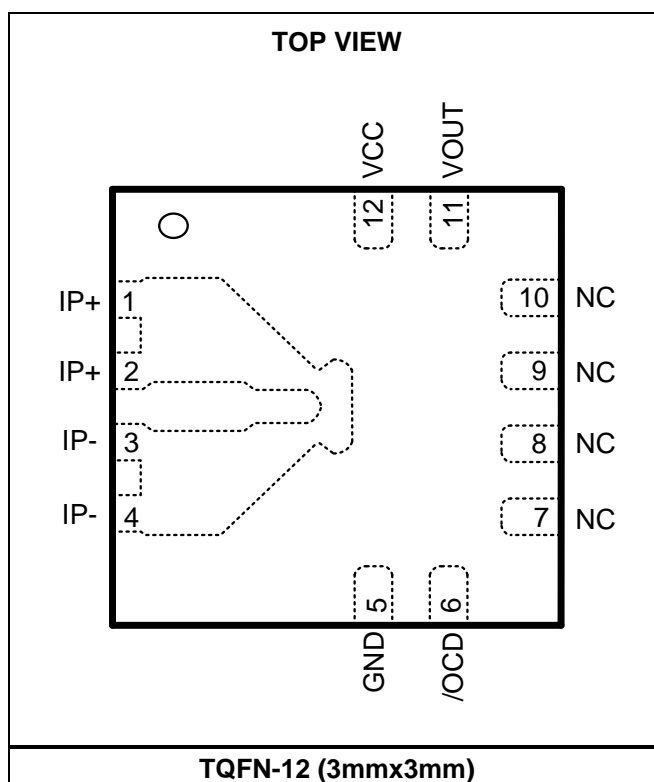 TOP VIEW
VCC
VOUT
12
11
IP+ 1
10 NC
IP+ 2
9 NC
IP- 3
8 NC
IP- 4
7 NC
5
6
GND
/OCD
TQFN-12 (3mmx3mm)